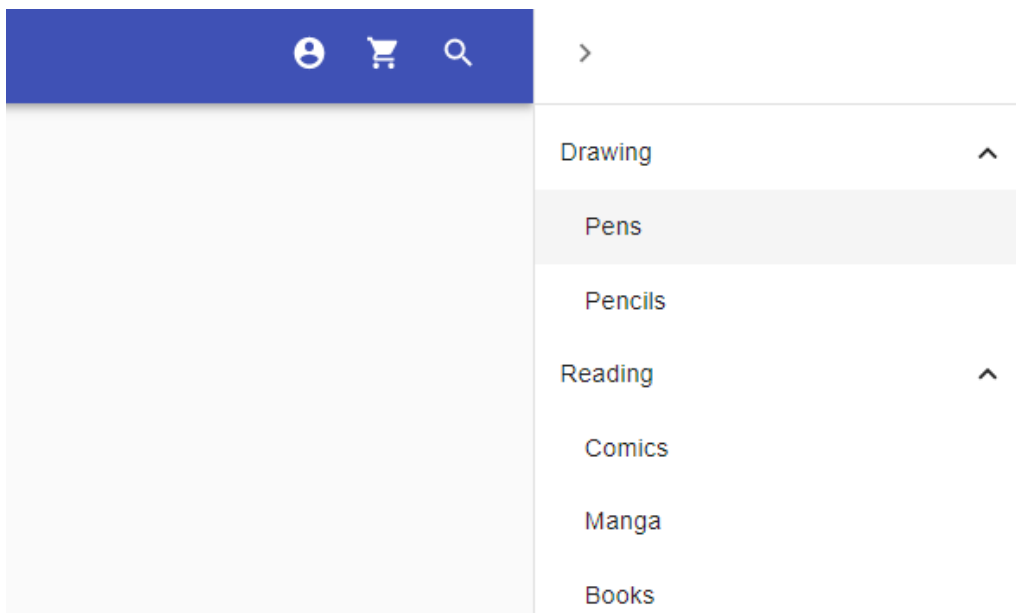 Drawing
Pens
Pencils
Reading
Comics
Manga
Books